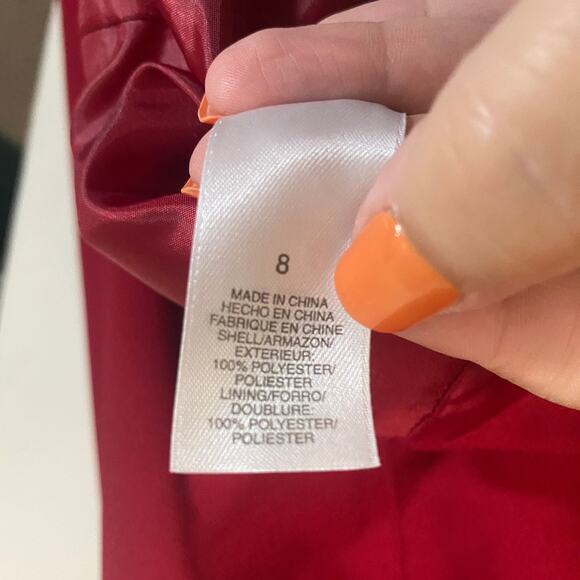 8
MADE IN CHINA
HECHO EN CHINA
FABRIQUE EN CHINE
SHELL/ARMAZON/
EXTERIEUR:
100% POLYESTER/
POLIESTER
LINING/FORRO/
DOUBLURE:
100% POLYESTER/
POLIESTER